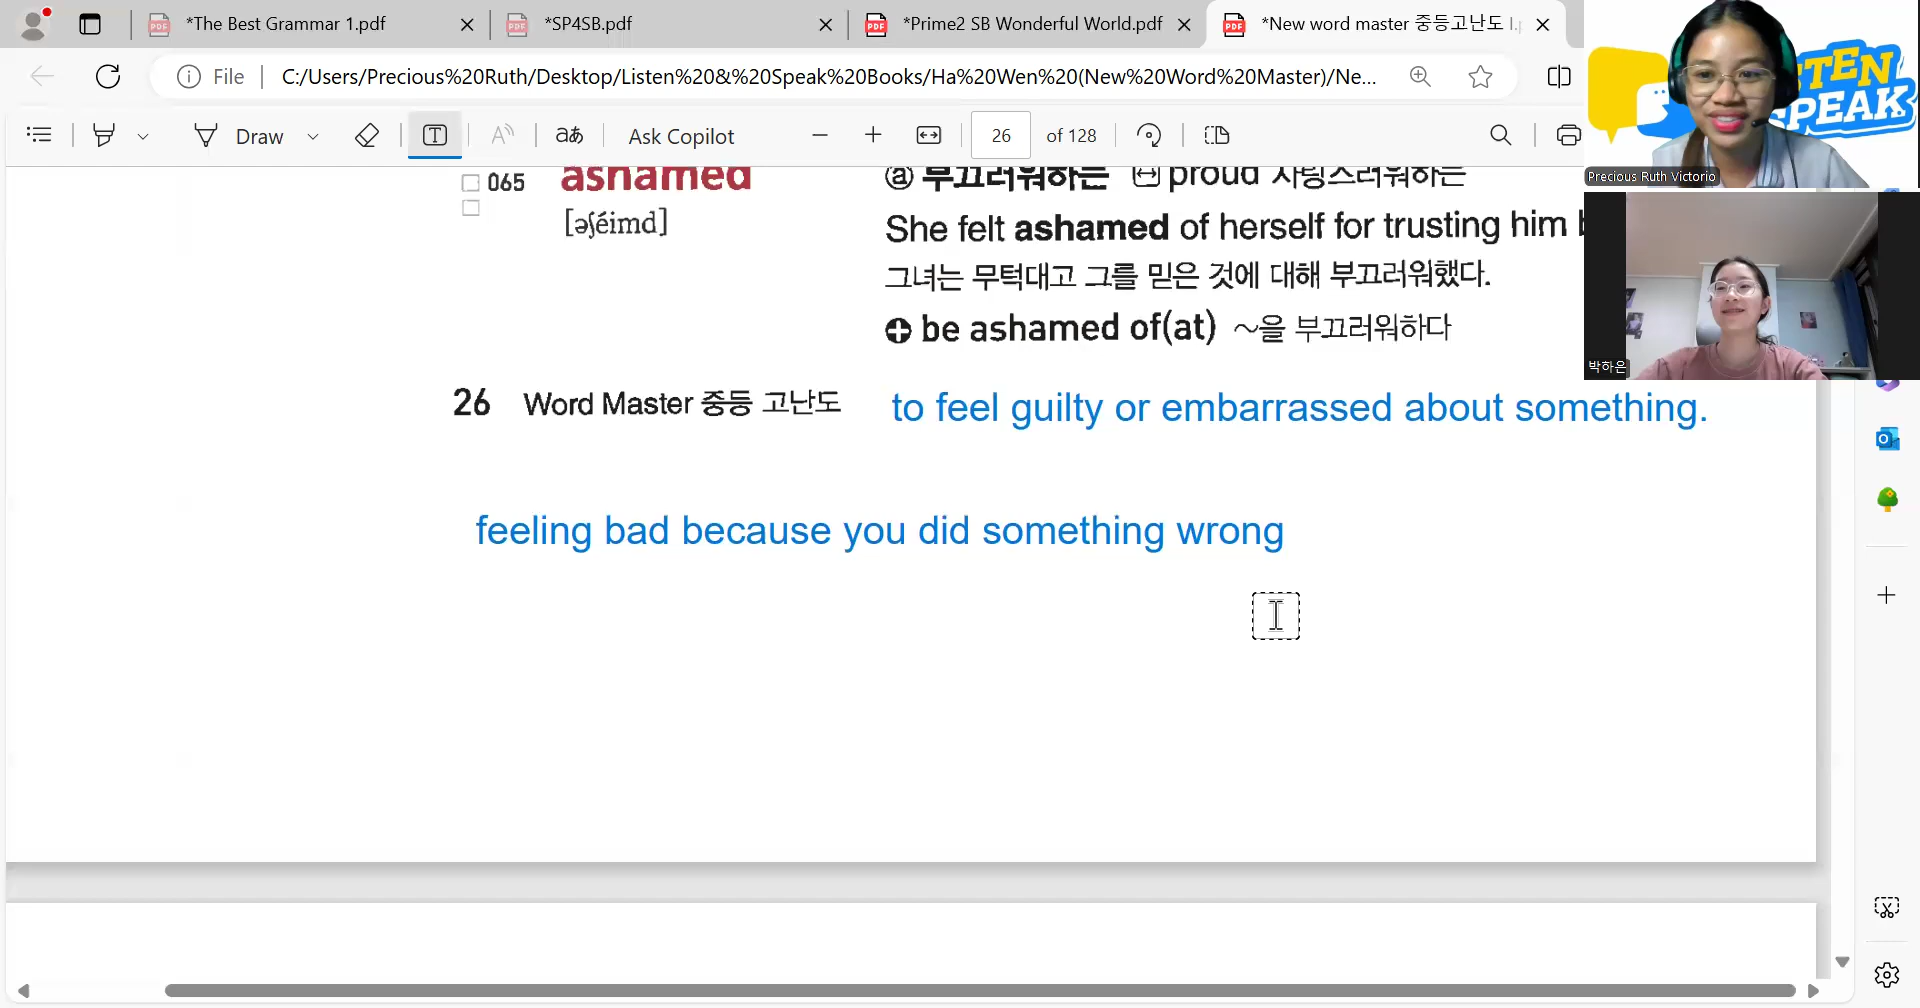 *The Best Grammar 1.pdf
*SP4SB.pdf
*Prime2 SB Wonderful World.pdf
*New word master 중등고난도 I.
File
C:/Users/Precious%20Ruth/Desktop/Listen%20&%20Speak%20Books/Ha%20Wen%20(New%20Word%20Master)/Ne...
Draw
Ask Copilot
26 of 128
065 ashamed
[əʃéimd]
ⓐ 부끄러워하는 ↔ proud 자랑스러워하는
She felt ashamed of herself for trusting him
그녀는 무턱대고 그를 믿은 것에 대해 부끄러워했다.
be ashamed of(at) ~을 부끄러워하다
26 Word Master 중등 고난도
to feel guilty or embarrassed about something.
feeling bad because you did something wrong
SPEAK
Precious Ruth Victorio
박하은